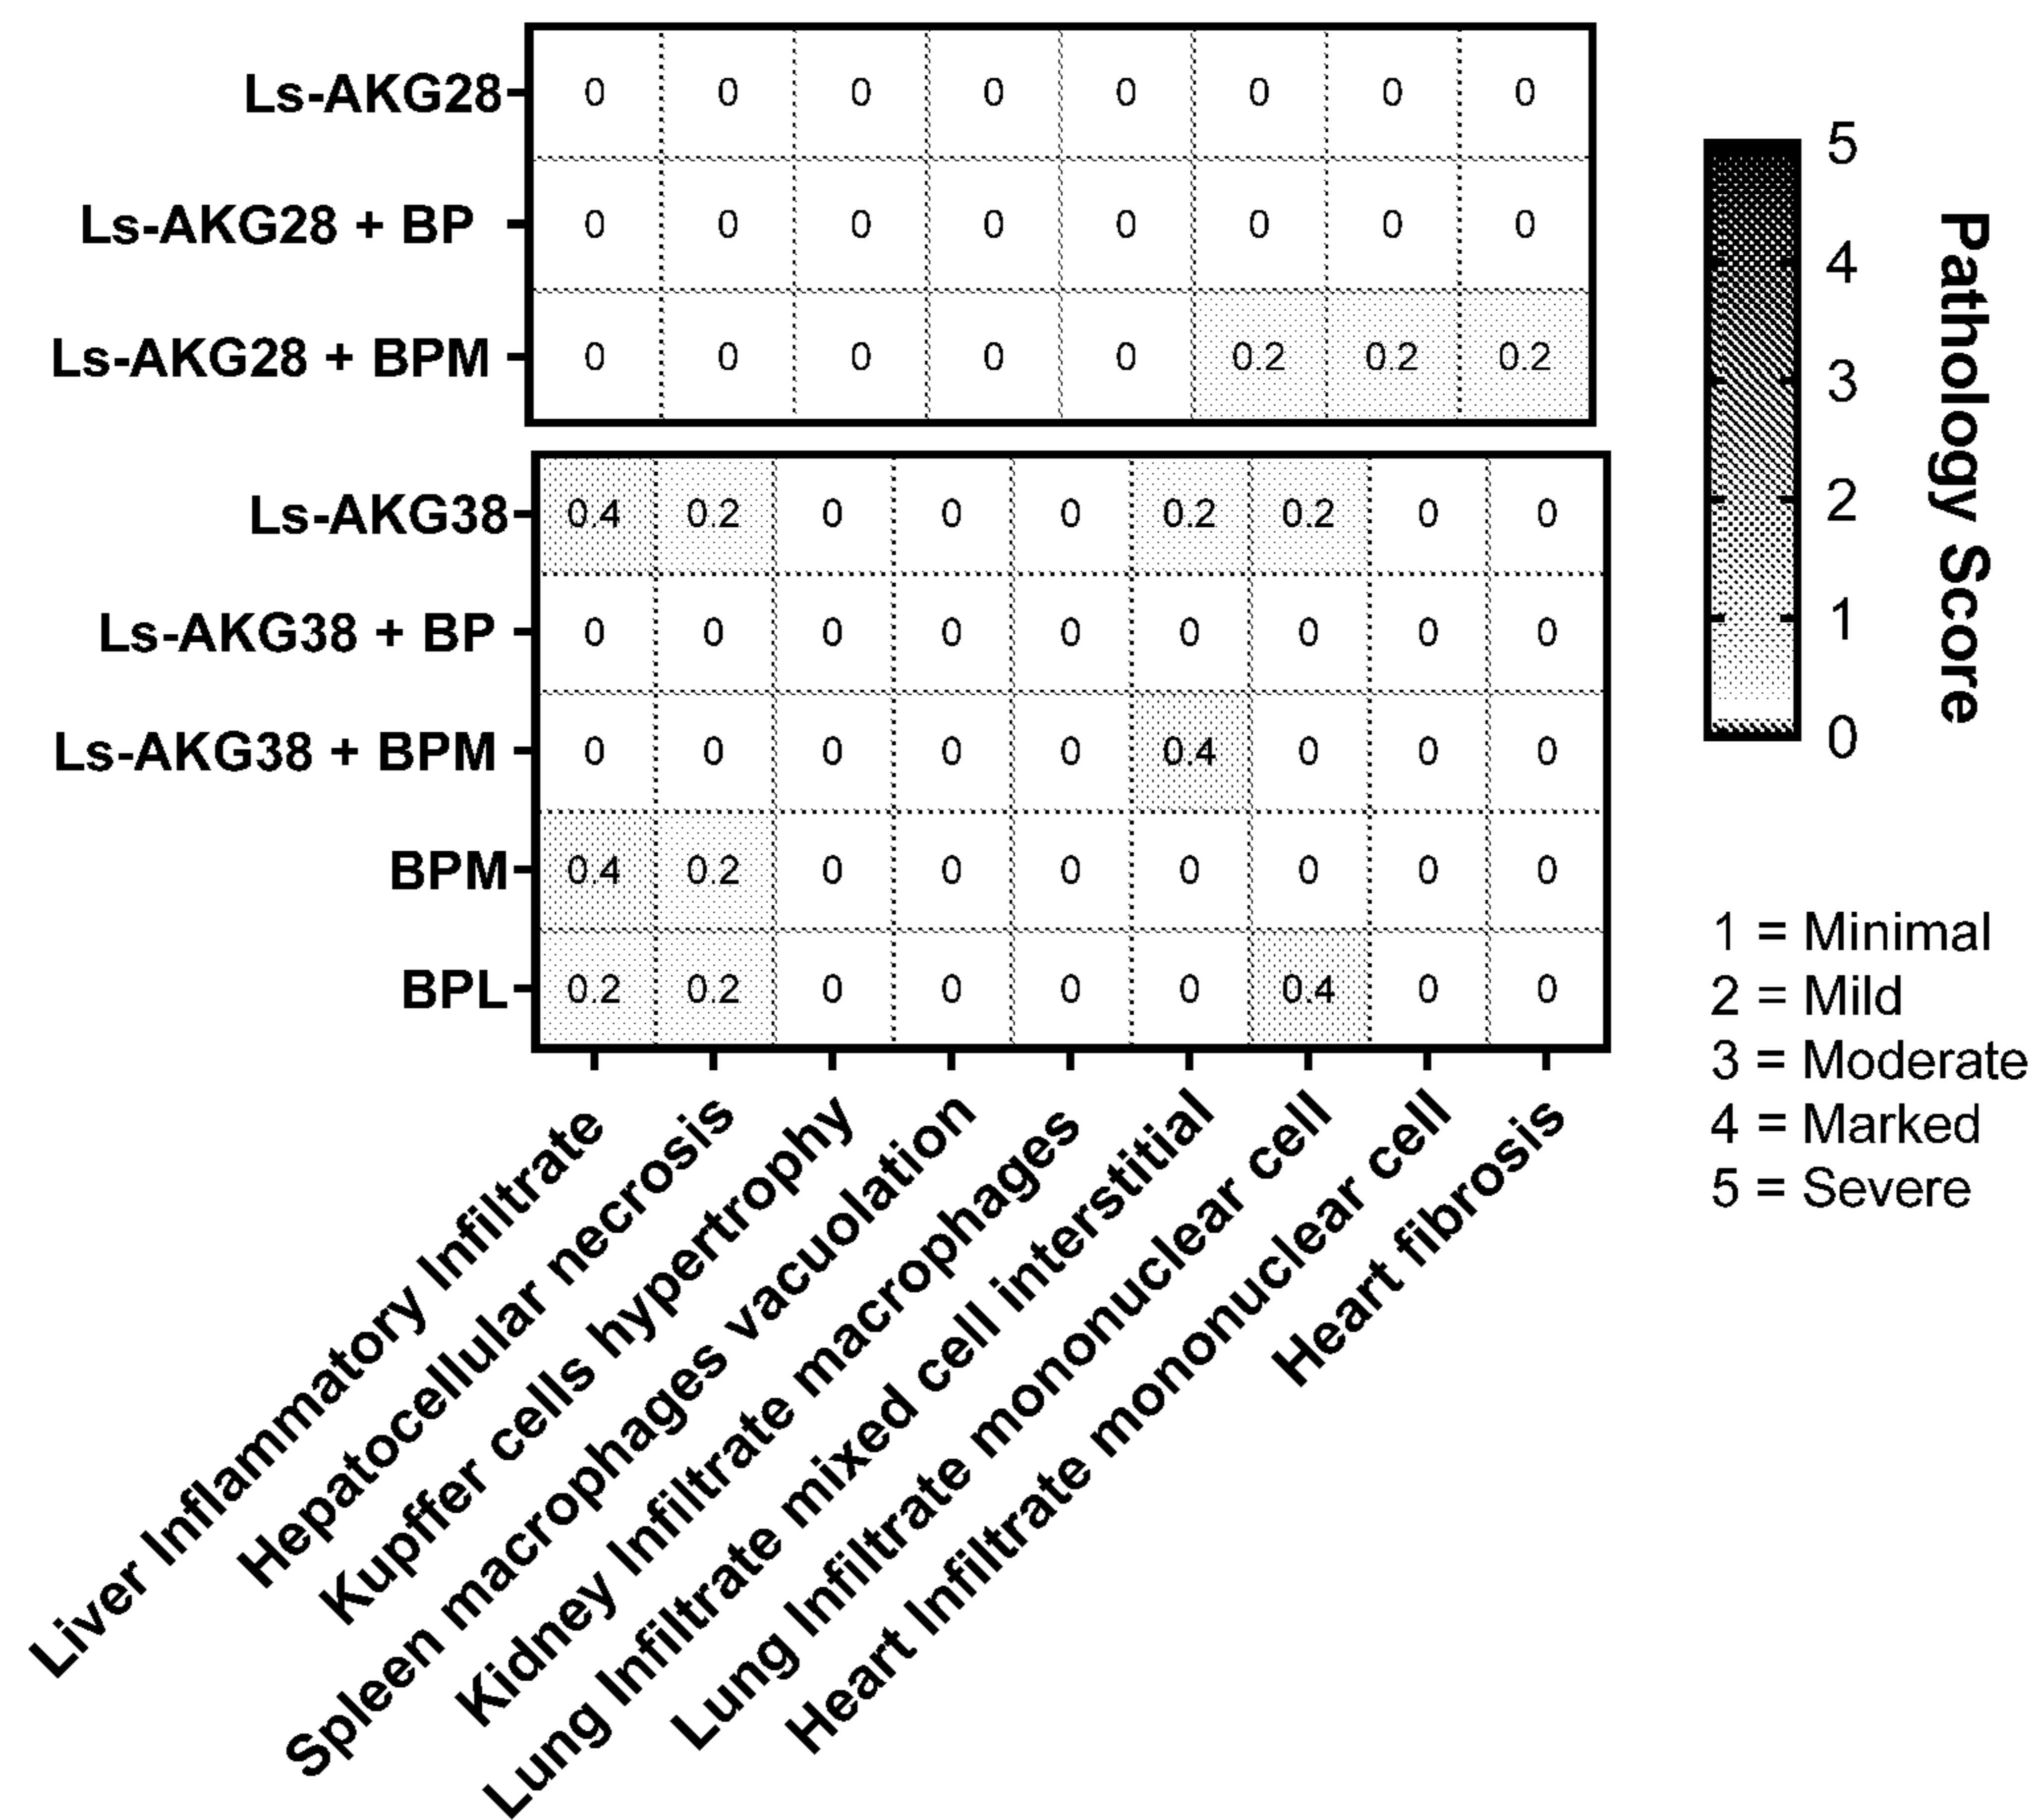 Ls-AKG28 0 0 0 0 0 0 0 0
Ls-AKG28 + BP 0 0 0 0 0 0 0 0
Ls-AKG28 + BPM 0 0 0 0 0 0.2 0.2 0.2
Ls-AKG38 0.4 0.2 0 0 0 0.2 0.2 0 0
Ls-AKG38 + BP 0 0 0 0 0 0 0 0 0
Ls-AKG38 + BPM 0 0 0 0 0 0.4 0 0 0
BPM 0.4 0.2 0 0 0 0 0 0 0
BPL 0.2 0.2 0 0 0 0 0.4 0 0
Liver Inflammatory Infiltrate
Hepatocellular necrosis
Kupffer cells hypertrophy
Spleen macrophages vacuolation
Kidney Infiltrate macrophages
Lung Infiltrate mixed cell interstitial
Lung Infiltrate mononuclear cell
Heart Infiltrate mononuclear cell
Heart fibrosis
5
4
3
2
1
0
Pathology Score
1 = Minimal
2 = Mild
3 = Moderate
4 = Marked
5 = Severe